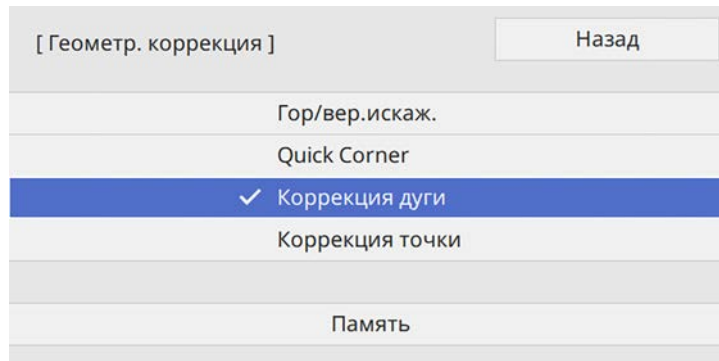 [ Геометр. коррекция ]
Назад
Гор/вер.искаж.
Quick Corner
Коррекция дуги
Коррекция точки
Память